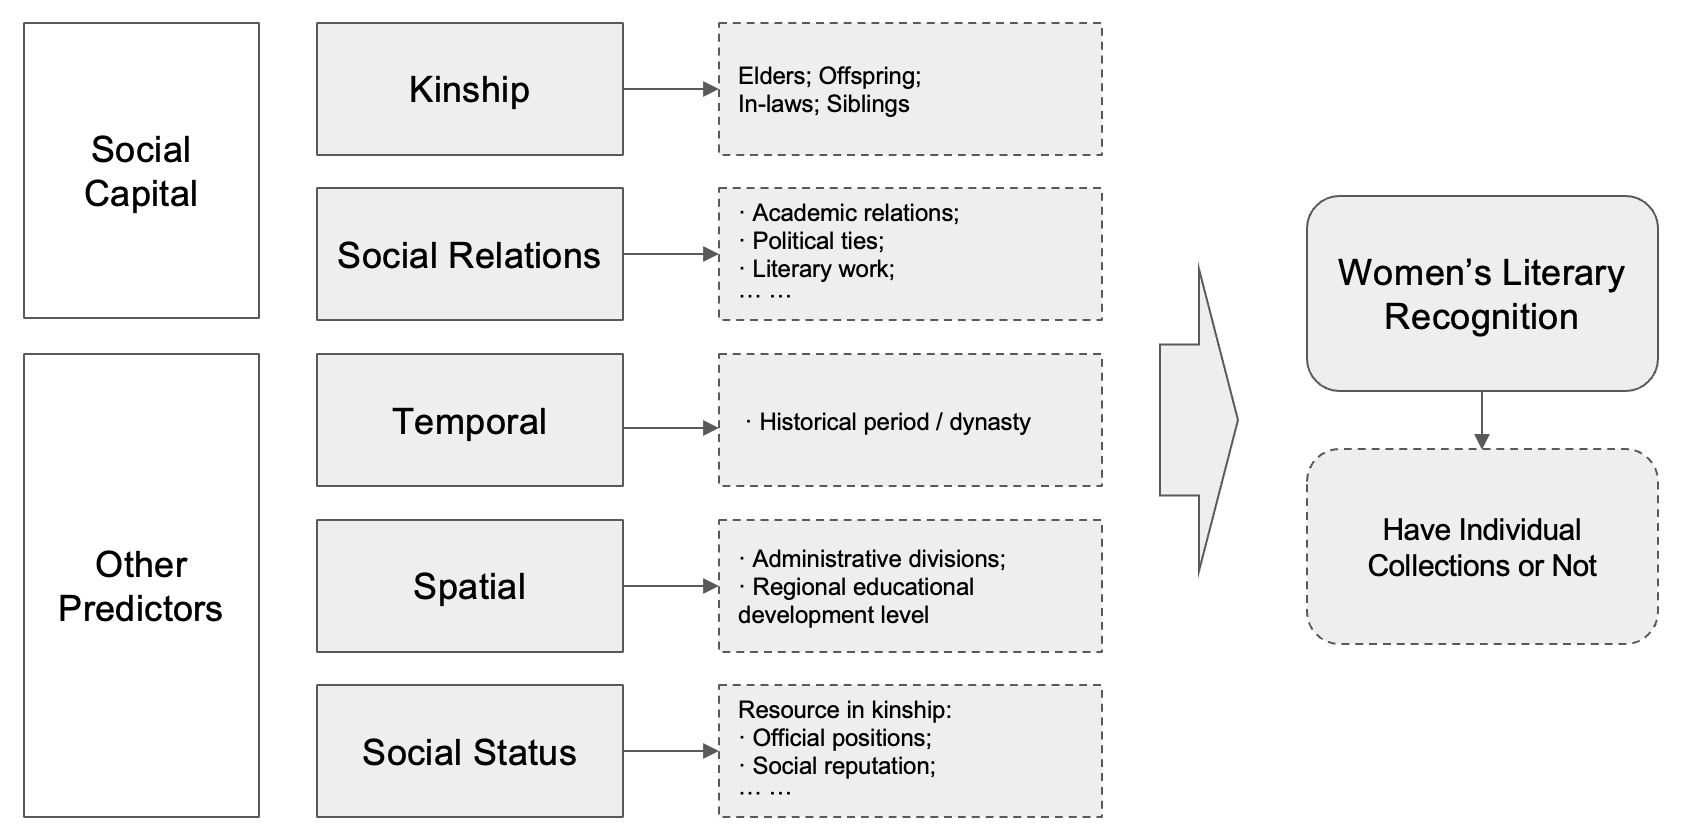 Social
Capital
Kinship
Elders; Offspring;
In-laws; Siblings
Social Relations
· Academic relations;
· Political ties;
· Literary work;
… …
Other
Predictors
Temporal
· Historical period / dynasty
Spatial
· Administrative divisions;
· Regional educational
development level
Social Status
Resource in kinship:
· Official positions;
· Social reputation;
… …
Women’s Literary
Recognition
Have Individual
Collections or Not